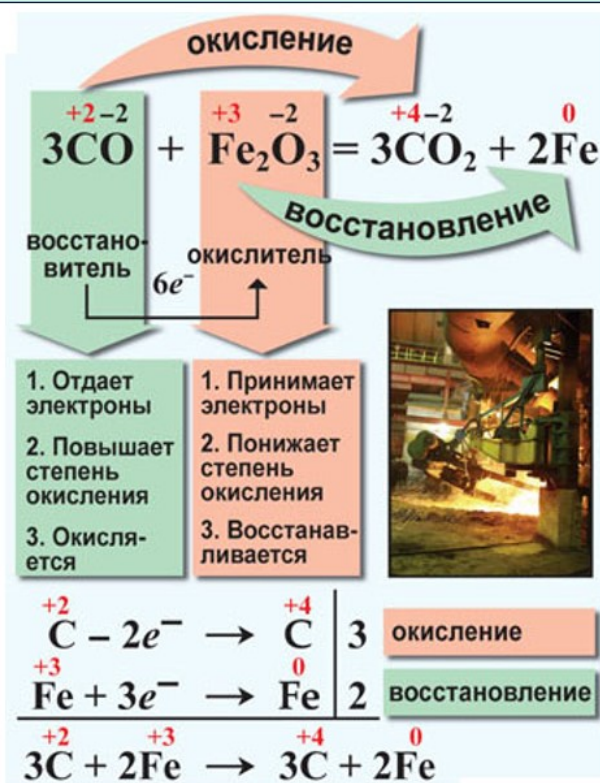 окисление
+2 –2 +3 –2 +4 –2 0
3CO + Fe₂O₃ = 3CO₂ + 2Fe
восстановление
восстано-
витель
окислитель
6e⁻
1. Отдает
электроны
2. Повышает
степень
окисления
3. Окисля-
ется
1. Принимает
электроны
2. Понижает
степень
окисления
3. Восстанав-
ливается
+2 +4
C – 2e⁻ → C 3 окисление
+3 0
Fe + 3e⁻ → Fe 2 восстановление
+2 +3 +4 0
3C + 2Fe → 3C + 2Fe